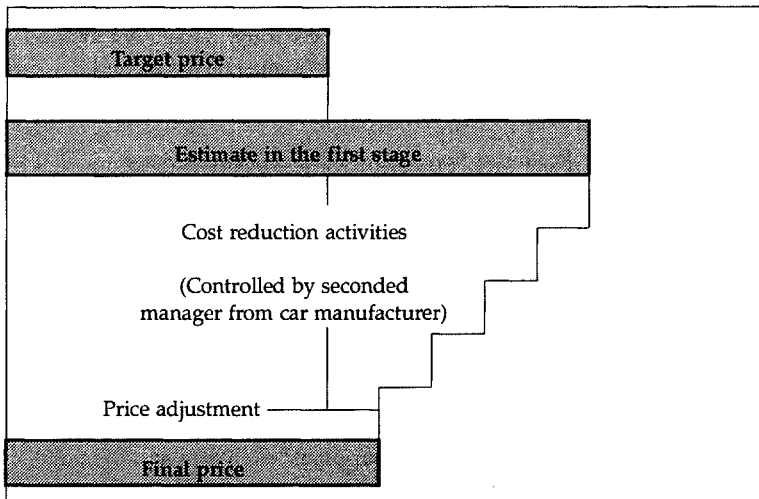 Target price
Estimate in the first stage
Cost reduction activities
(Controlled by seconded
manager from car manufacturer)
Price adjustment
Final price